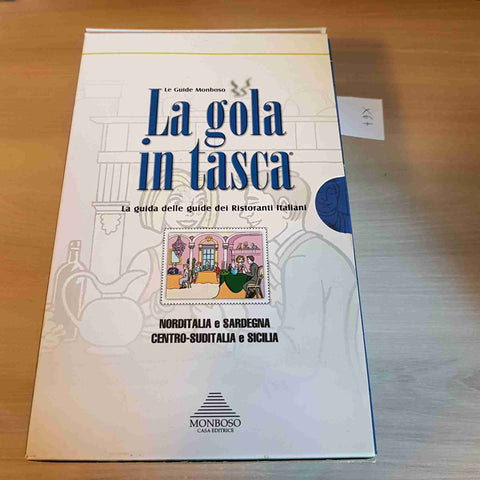 Le Guide Monboso
La gola
in tasca
La guida delle guide dei Ristoranti Italiani
NORDITALIA e SARDEGNA
CENTRO-SUDITALIA e SICILIA
MONBOSO
CASA EDITRICE